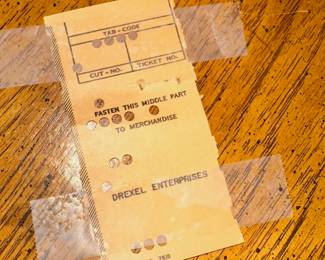 TAB-CODE
CUT-NO. TICKET NO.
FASTEN THIS MIDDLE PART
TO MERCHANDISE
DREXEL ENTERPRISES